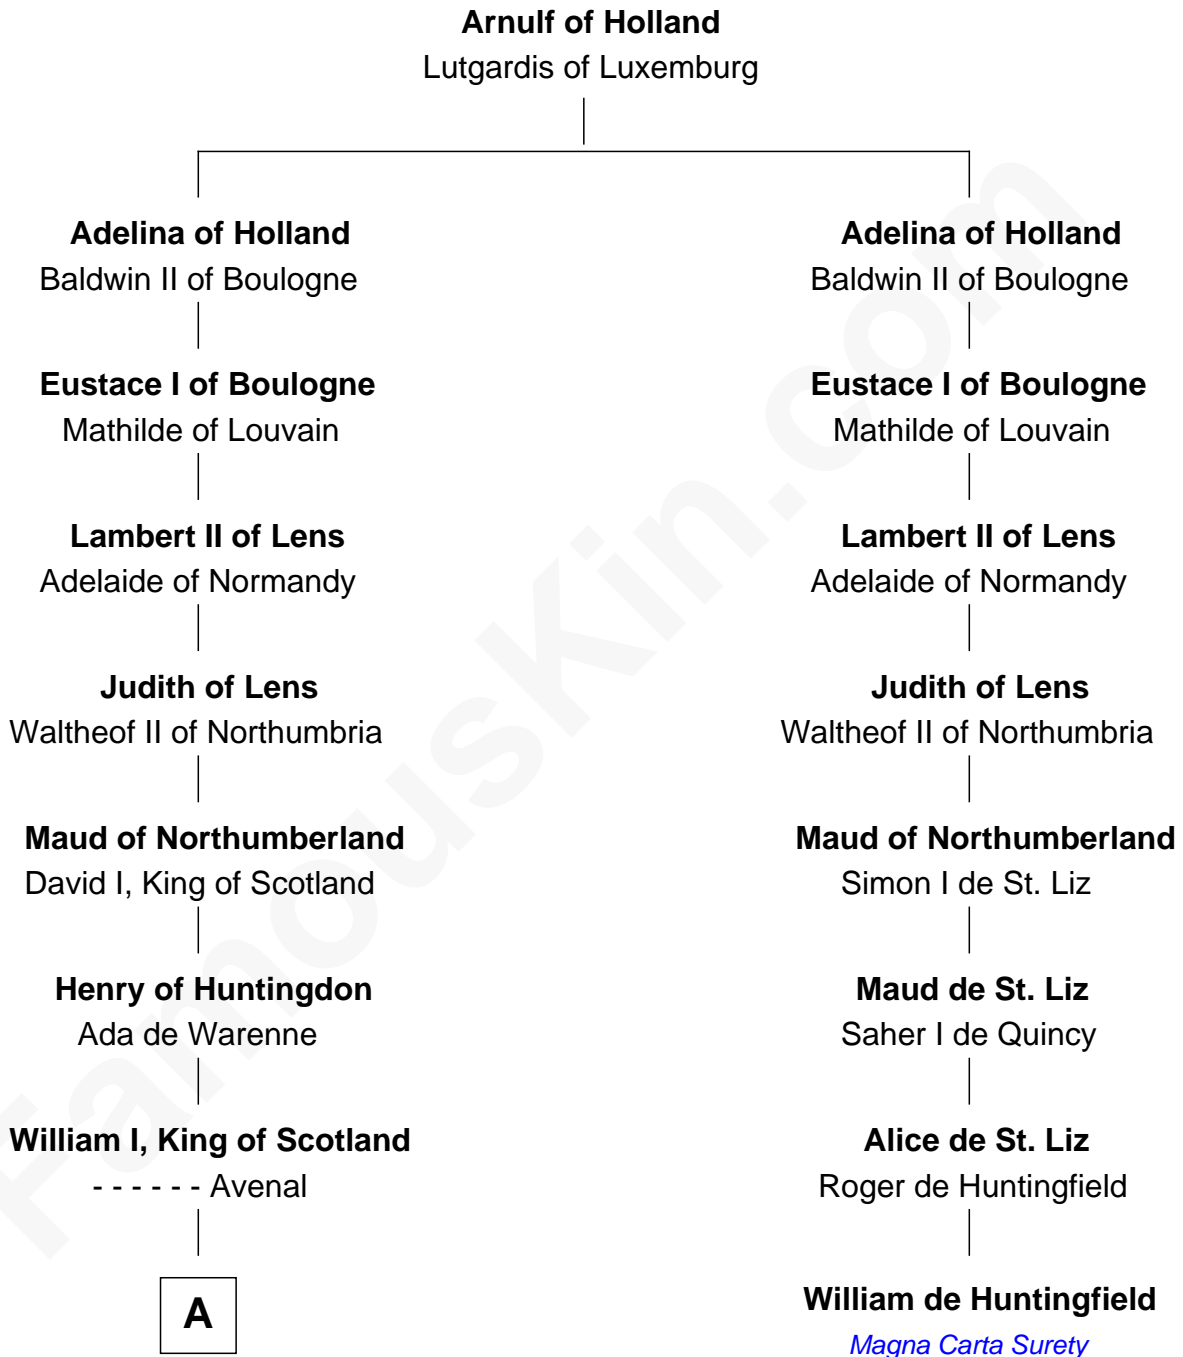 Arnulf of Holland
Lutgardis of Luxemburg
Adelina of Holland
Baldwin II of Boulogne
Eustace I of Boulogne
Mathilde of Louvain
Lambert II of Lens
Adelaide of Normandy
Judith of Lens
Waltheof II of Northumbria
Maud of Northumberland
David I, King of Scotland
Henry of Huntingdon
Ada de Warenne
William I, King of Scotland
- - - - - - Avenal
A
Adelina of Holland
Baldwin II of Boulogne
Eustace I of Boulogne
Mathilde of Louvain
Lambert II of Lens
Adelaide of Normandy
Judith of Lens
Waltheof II of Northumbria
Maud of Northumberland
Simon I de St. Liz
Maud de St. Liz
Saher I de Quincy
Alice de St. Liz
Roger de Huntingfield
William de Huntingfield
Magna Carta Surety
FamousKin.com